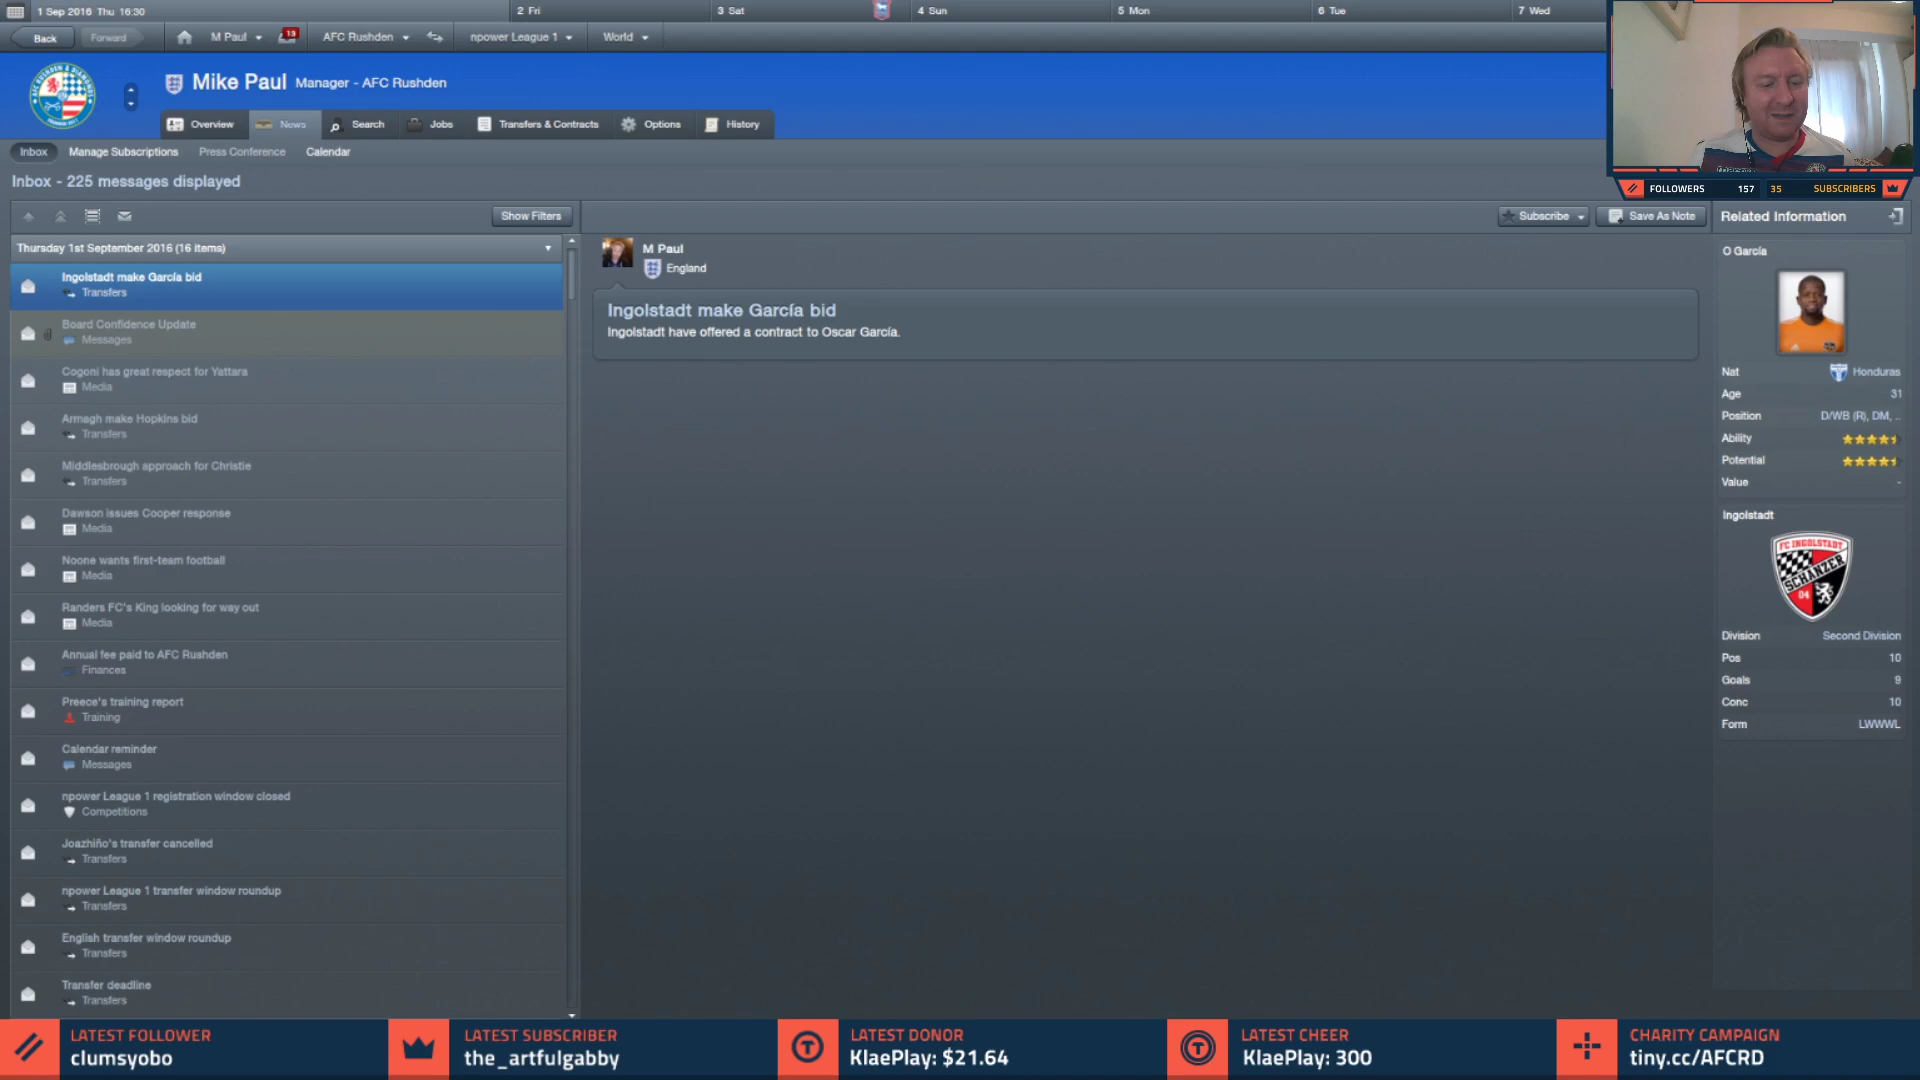 1 Sep 2016 Thu 16:30
2 Fri
3 Sat
4 Sun
5 Mon
6 Tue
7 Wed
Back
Forward
M Paul
13
AFC Rushden
npower League 1
World
Mike Paul Manager - AFC Rushden
Overview
News
Search
Jobs
Transfers & Contracts
Options
History
Inbox
Manage Subscriptions
Press Conference
Calendar
FOLLOWERS 157
35 SUBSCRIBERS
Inbox - 225 messages displayed
Show Filters
Subscribe
Save As Note
Related Information
Thursday 1st September 2016 (16 items)
Ingolstadt make García bid
Transfers
Board Confidence Update
Messages
Cogoni has great respect for Yattara
Media
Armagh make Hopkins bid
Transfers
Middlesbrough approach for Christie
Transfers
Dawson issues Cooper response
Media
Noone wants first-team football
Media
Randers FC's King looking for way out
Media
Annual fee paid to AFC Rushden
Finances
Preece's training report
Training
Calendar reminder
Messages
npower League 1 registration window closed
Competitions
Joazhiño's transfer cancelled
Transfers
npower League 1 transfer window roundup
Transfers
English transfer window roundup
Transfers
Transfer deadline
Transfers
M Paul
England
Ingolstadt make García bid
Ingolstadt have offered a contract to Oscar García.
O García
Nat Honduras
Age 31
Position D/WB (R), DM, ..
Ability
Potential
Value -
Ingolstadt
FC INGOLSTADT
SCHANZER
04
Division Second Division
Pos 10
Goals 9
Conc 10
Form LWWWL
LATEST FOLLOWER
clumsyobo
LATEST SUBSCRIBER
the_artfulgabby
LATEST DONOR
KlaePlay: $21.64
LATEST CHEER
KlaePlay: 300
CHARITY CAMPAIGN
tiny.cc/AFCRD